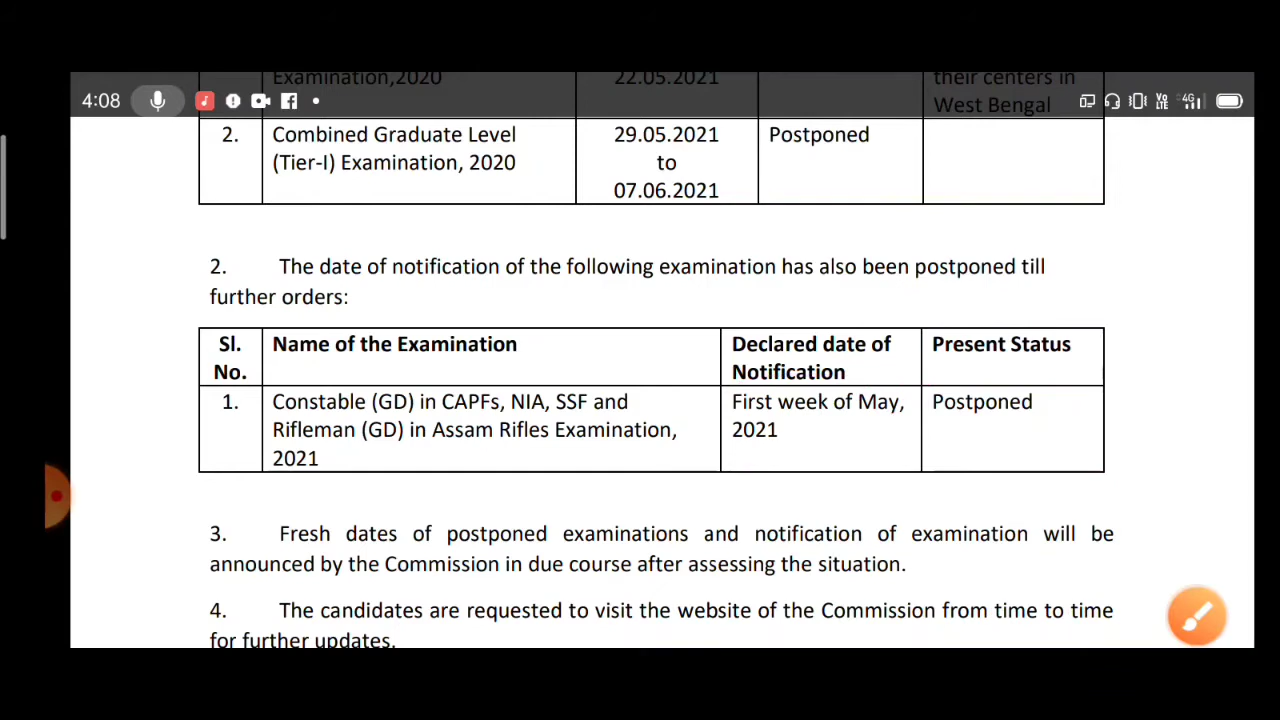 Examination,2020 22.05.2021 their centers in
4:08
West Bengal
Vo LTE 4G
2. Combined Graduate Level 29.05.2021 Postponed
(Tier-I) Examination, 2020 to
07.06.2021
2. The date of notification of the following examination has also been postponed till
further orders:
Sl. Name of the Examination Declared date of Present Status
No. Notification
1. Constable (GD) in CAPFs, NIA, SSF and First week of May, Postponed
Rifleman (GD) in Assam Rifles Examination, 2021
2021
3. Fresh dates of postponed examinations and notification of examination will be
announced by the Commission in due course after assessing the situation.
4. The candidates are requested to visit the website of the Commission from time to time
for further updates.